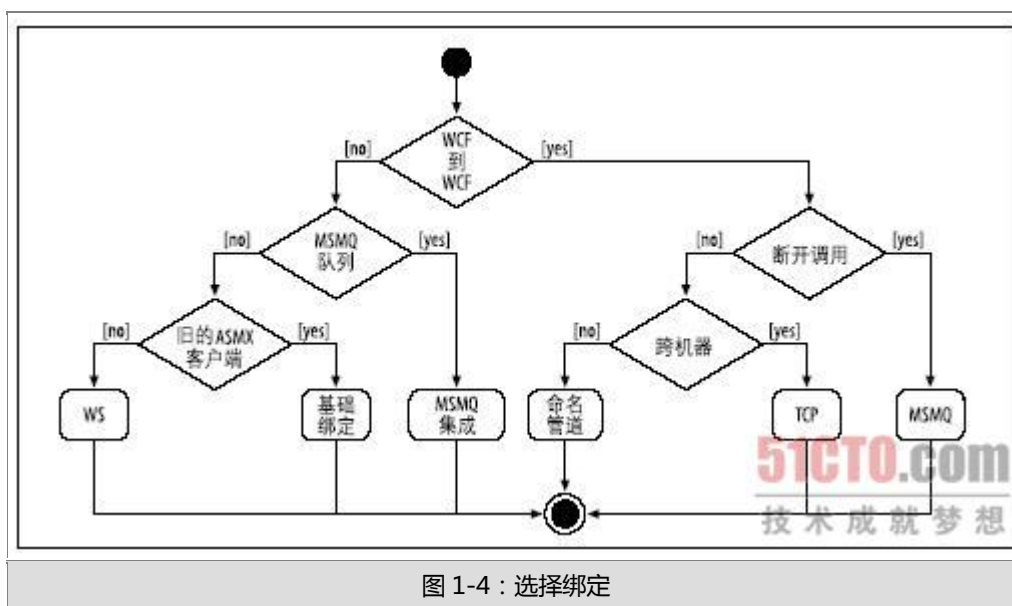 WCF
到
WCF
[no]
[yes]
MSMQ
队列
[no]
[yes]
断开调用
[no]
[yes]
旧的ASMX
客户端
[no]
[yes]
跨机器
[no]
[yes]
WS
基础
绑定
MSMQ
集成
命名
管道
TCP
MSMQ
51CTO.com
技术成就梦想
图 1-4：选择绑定